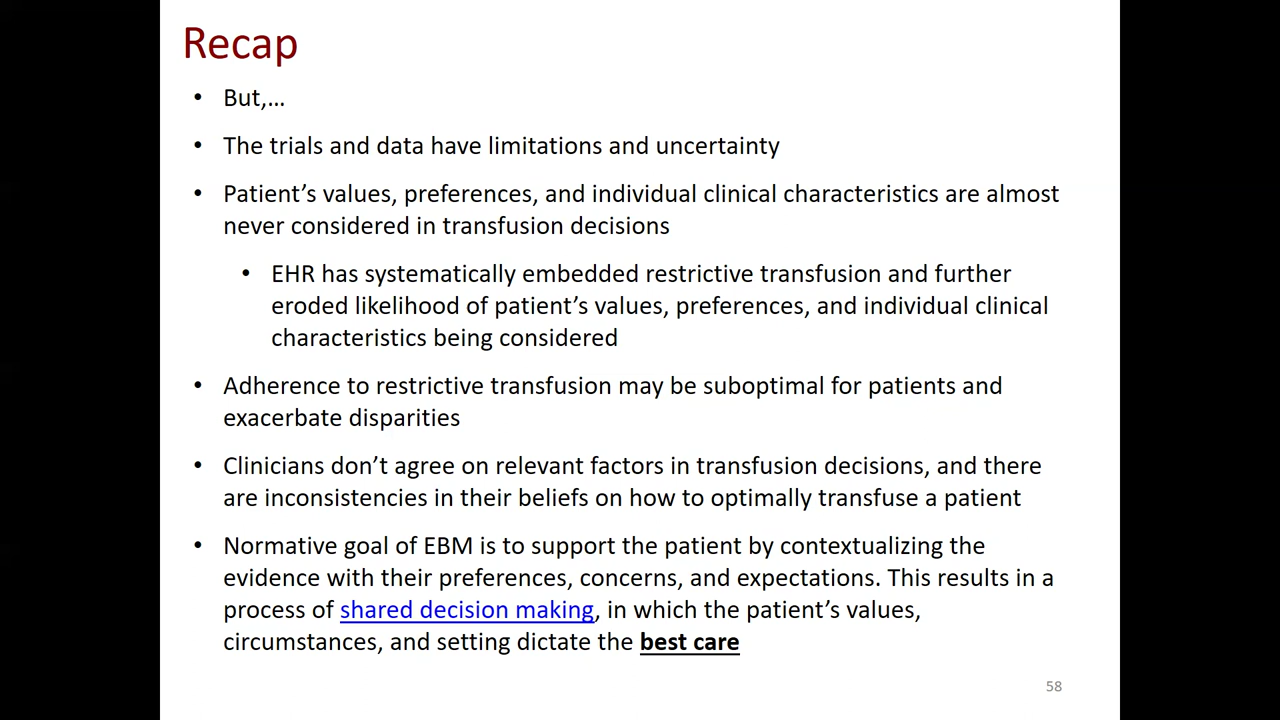 Recap
• But,...
• The trials and data have limitations and uncertainty
• Patient’s values, preferences, and individual clinical characteristics are almost
never considered in transfusion decisions
• EHR has systematically embedded restrictive transfusion and further
eroded likelihood of patient’s values, preferences, and individual clinical
characteristics being considered
• Adherence to restrictive transfusion may be suboptimal for patients and
exacerbate disparities
• Clinicians don’t agree on relevant factors in transfusion decisions, and there
are inconsistencies in their beliefs on how to optimally transfuse a patient
• Normative goal of EBM is to support the patient by contextualizing the
evidence with their preferences, concerns, and expectations. This results in a
process of shared decision making, in which the patient’s values,
circumstances, and setting dictate the best care
58